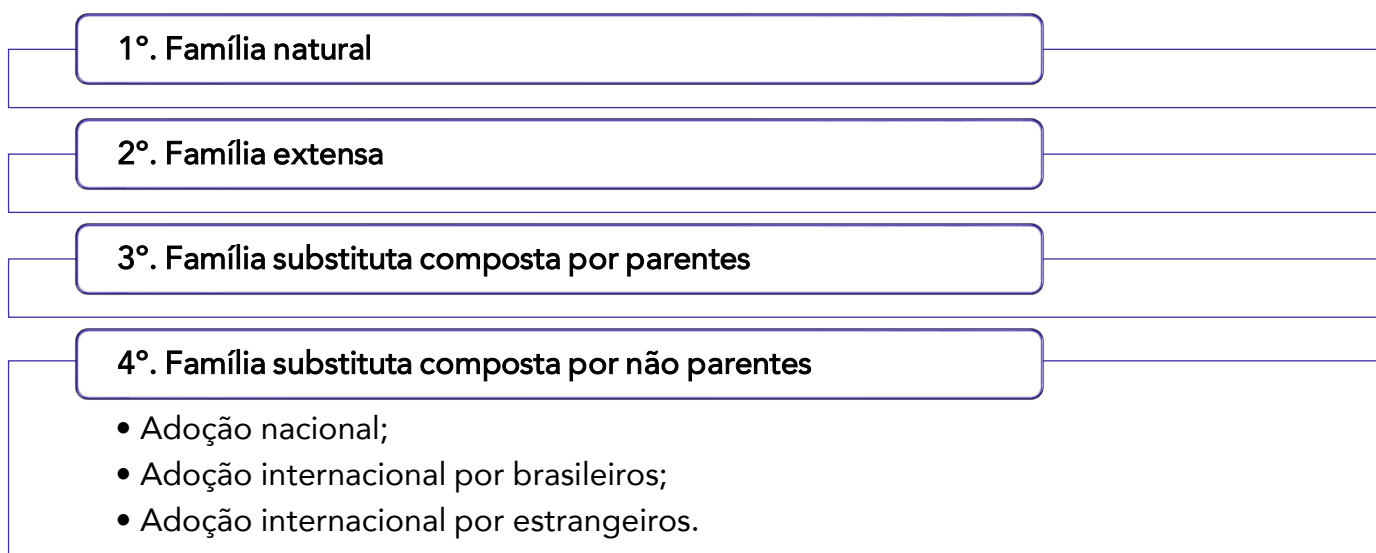 1º. Família natural
2º. Família extensa
3º. Família substituta composta por parentes
4º. Família substituta composta por não parentes
• Adoção nacional;
• Adoção internacional por brasileiros;
• Adoção internacional por estrangeiros.